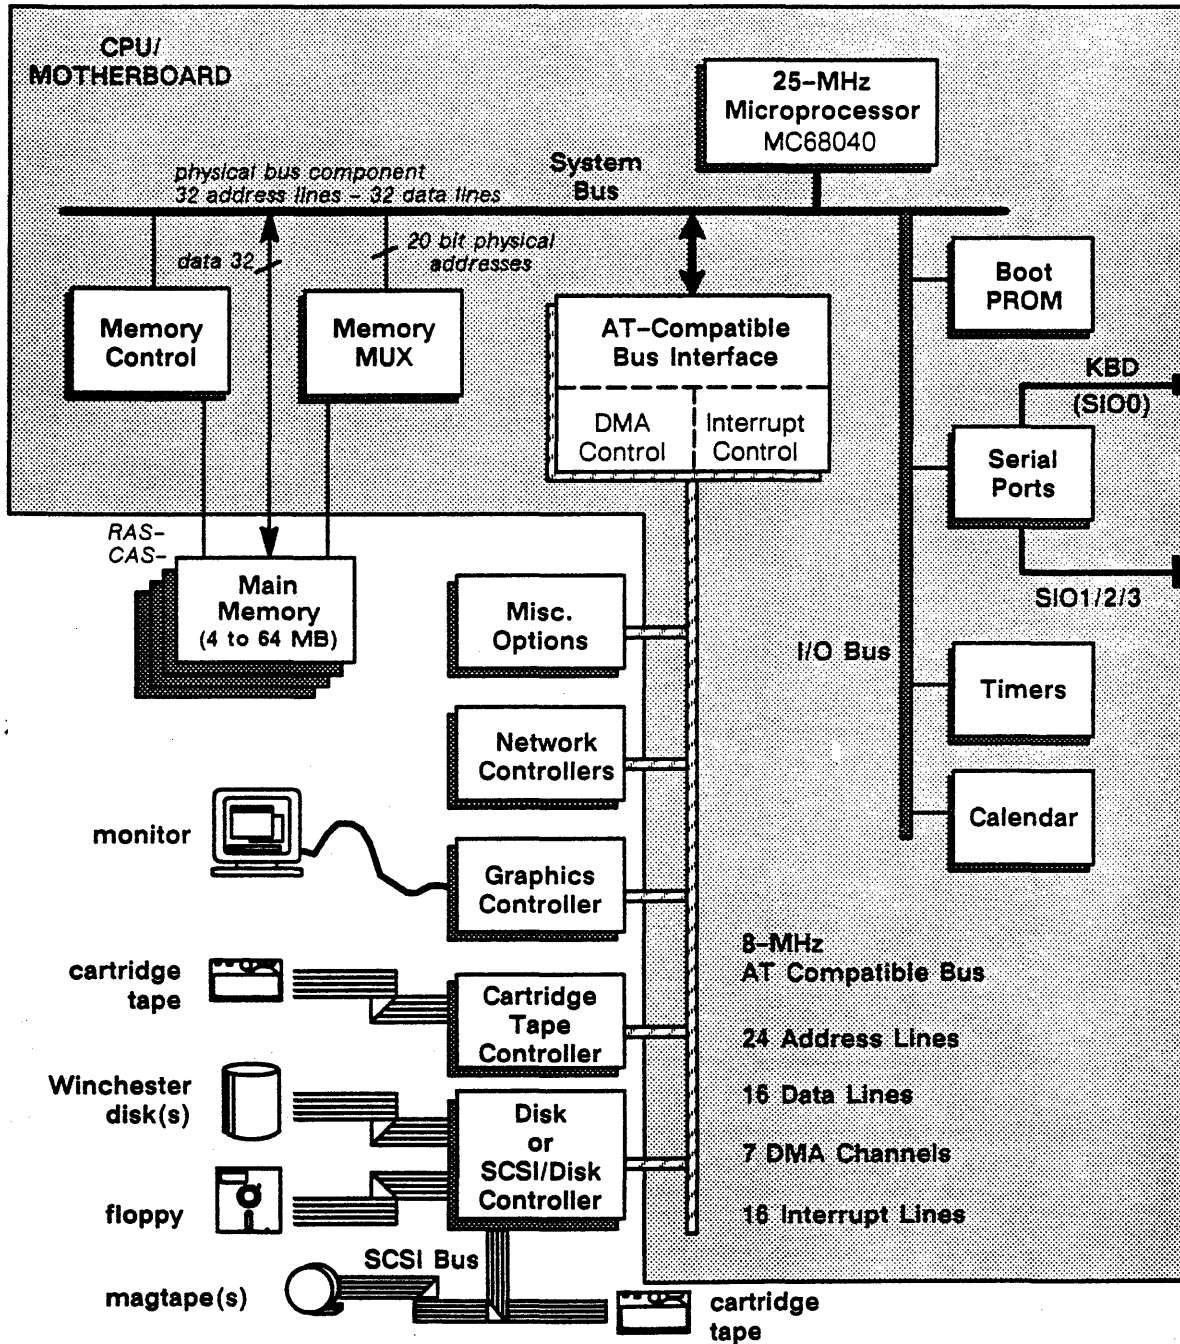 CPU/
MOTHERBOARD
25-MHz
Microprocessor
MC68040
physical bus component
32 address lines - 32 data lines
System
Bus
data 32
20 bit physical
addresses
Memory
Control
Memory
MUX
AT-Compatible
Bus Interface
DMA
Control
Interrupt
Control
Boot
PROM
KBD
(SIO0)
Serial
Ports
SIO1/2/3
RAS-
CAS-
Main
Memory
(4 to 64 MB)
Misc.
Options
I/O Bus
Timers
Network
Controllers
Calendar
monitor
Graphics
Controller
cartridge
tape
Cartridge
Tape
Controller
8-MHz
AT Compatible Bus
24 Address Lines
16 Data Lines
7 DMA Channels
16 Interrupt Lines
Winchester
disk(s)
Disk
or
SCSI/Disk
Controller
floppy
SCSI Bus
magtape(s)
cartridge
tape